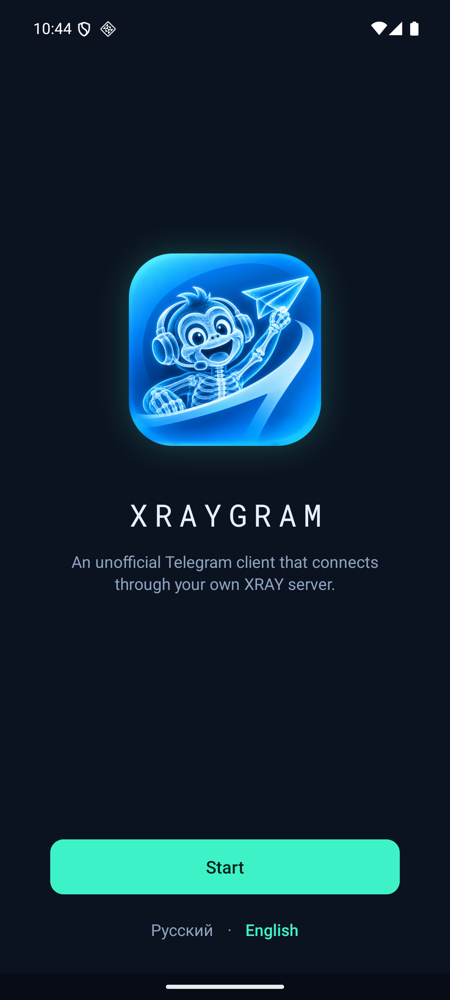 10:44
XRAYGRAM
An unofficial Telegram client that connects
through your own XRAY server.
Start
Русский · English